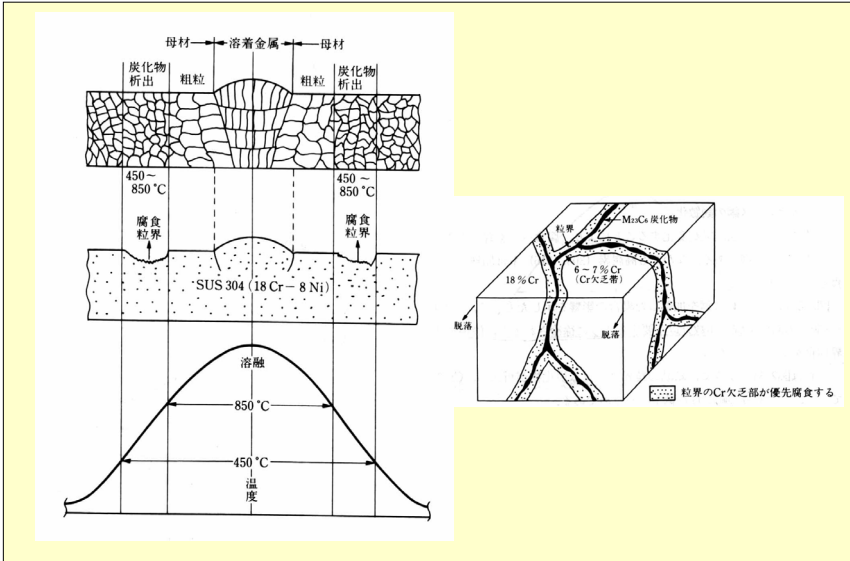 母材
溶着金属
母材
炭化物
析出
粗粒
粗粒
炭化物
析出
450～
850℃
450～
850℃
腐食
粒界
腐食
粒界
SUS 304 (18 Cr－8 Ni)
溶融
850℃
450℃
温度
M23C6 炭化物
粒界
6～7％Cr
(Cr欠乏帯)
18％Cr
脱落
脱落
粒界のCr欠乏部が優先腐食する